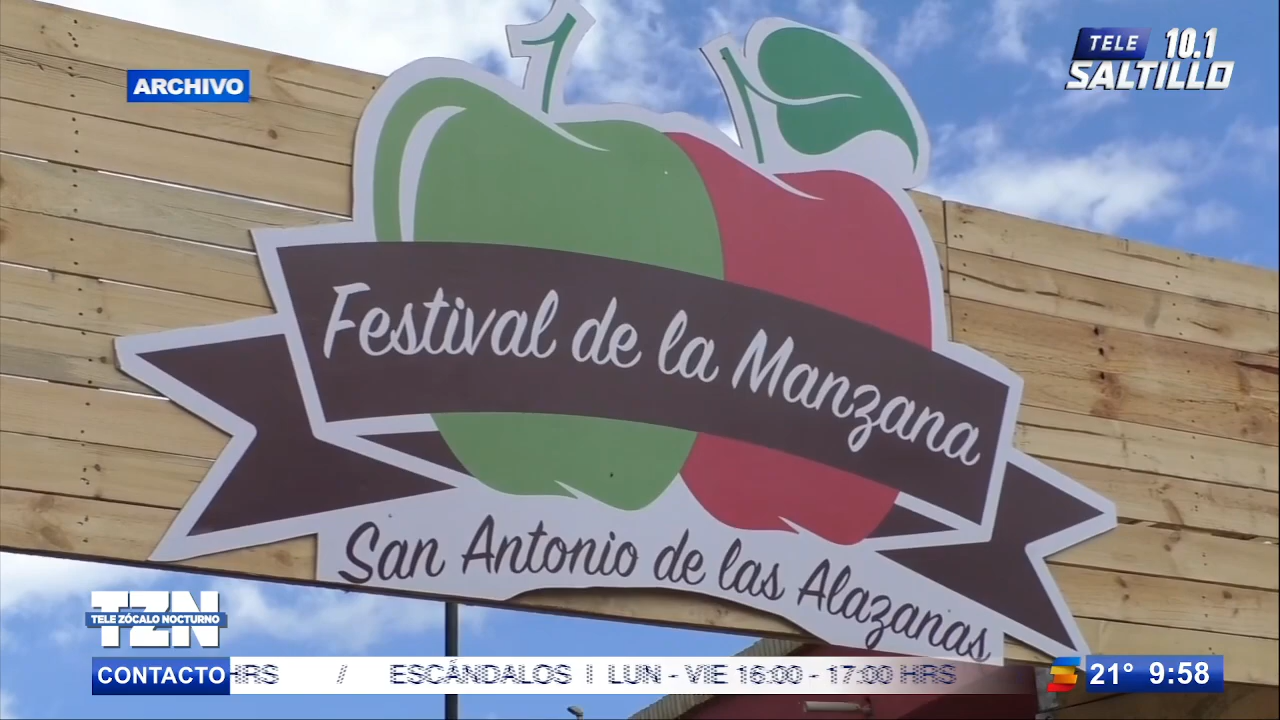 ARCHIVO
TELE 10.1
SALTILLO
Festival de la Manzana
San Antonio de las Alazanas
TZN
TELE ZÓCALO NOCTURNO
CONTACTO HRS / ESCÁNDALOS | LUN - VIE 16:00 - 17:00 HRS 21° 9:58